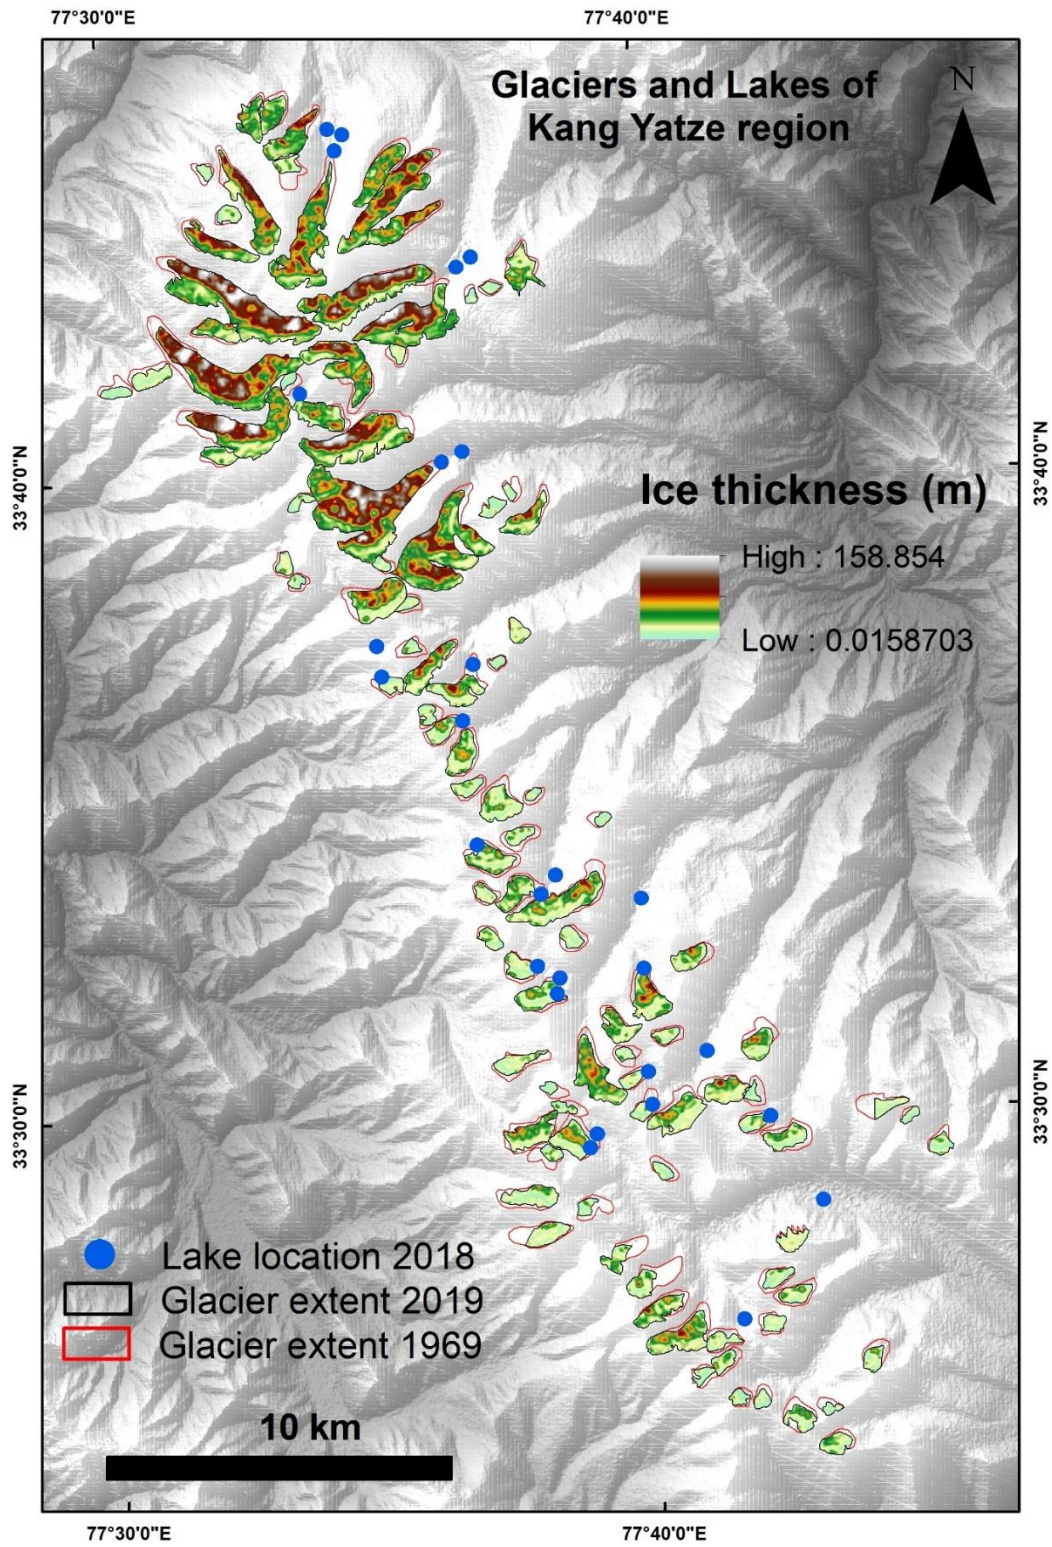 77°30'0"E
77°40'0"E
Glaciers and Lakes of
Kang Yatze region
N
33°40'0"N
33°40'0"N
Ice thickness (m)
High : 158.854
Low : 0.0158703
33°30'0"N
33°30'0"N
Lake location 2018
Glacier extent 2019
Glacier extent 1969
10 km
77°30'0"E
77°40'0"E